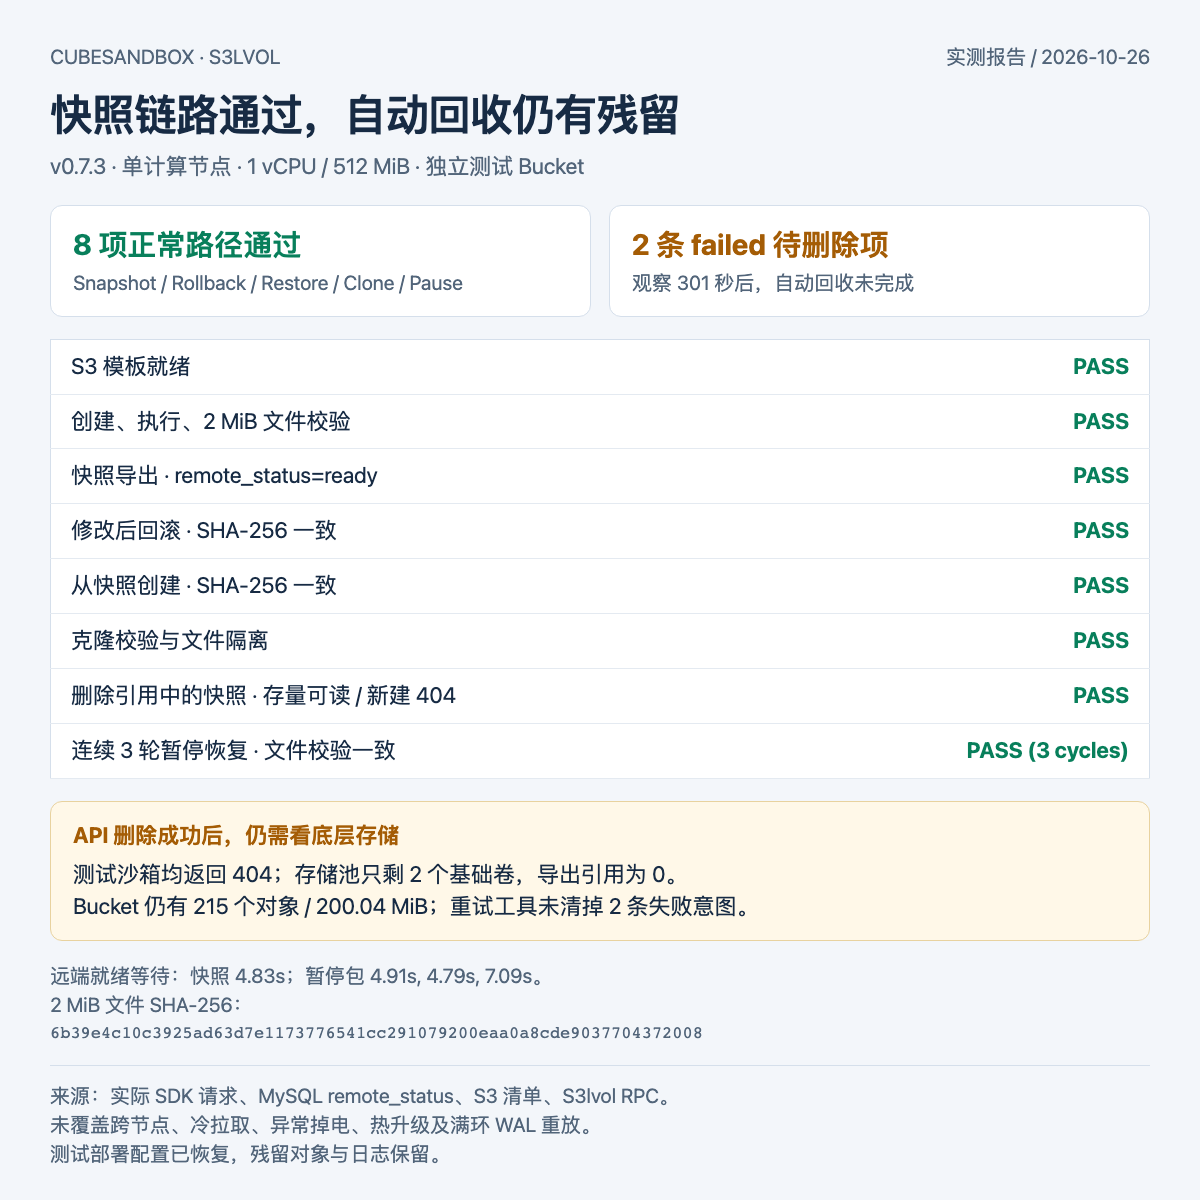 CUBESANDBOX · S3LVOL
实测报告 / 2026-10-26
快照链路通过，自动回收仍有残留
v0.7.3 · 单计算节点 · 1 vCPU / 512 MiB · 独立测试 Bucket
8 项正常路径通过
Snapshot / Rollback / Restore / Clone / Pause
2 条 failed 待删除项
观察 301 秒后，自动回收未完成
S3 模板就绪 PASS
创建、执行、2 MiB 文件校验 PASS
快照导出 · remote_status=ready PASS
修改后回滚 · SHA-256 一致 PASS
从快照创建 · SHA-256 一致 PASS
克隆校验与文件隔离 PASS
删除引用中的快照 · 存量可读 / 新建 404 PASS
连续 3 轮暂停恢复 · 文件校验一致 PASS (3 cycles)
API 删除成功后，仍需看底层存储
测试沙箱均返回 404；存储池只剩 2 个基础卷，导出引用为 0。
Bucket 仍有 215 个对象 / 200.04 MiB；重试工具未清掉 2 条失败意图。
远端就绪等待：快照 4.83s；暂停包 4.91s, 4.79s, 7.09s。
2 MiB 文件 SHA-256：
6b39e4c10c3925ad63d7e1173776541cc291079200eaa0a8cde9037704372008
来源：实际 SDK 请求、MySQL remote_status、S3 清单、S3lvol RPC。
未覆盖跨节点、冷拉取、异常掉电、热升级及满环 WAL 重放。
测试部署配置已恢复，残留对象与日志保留。